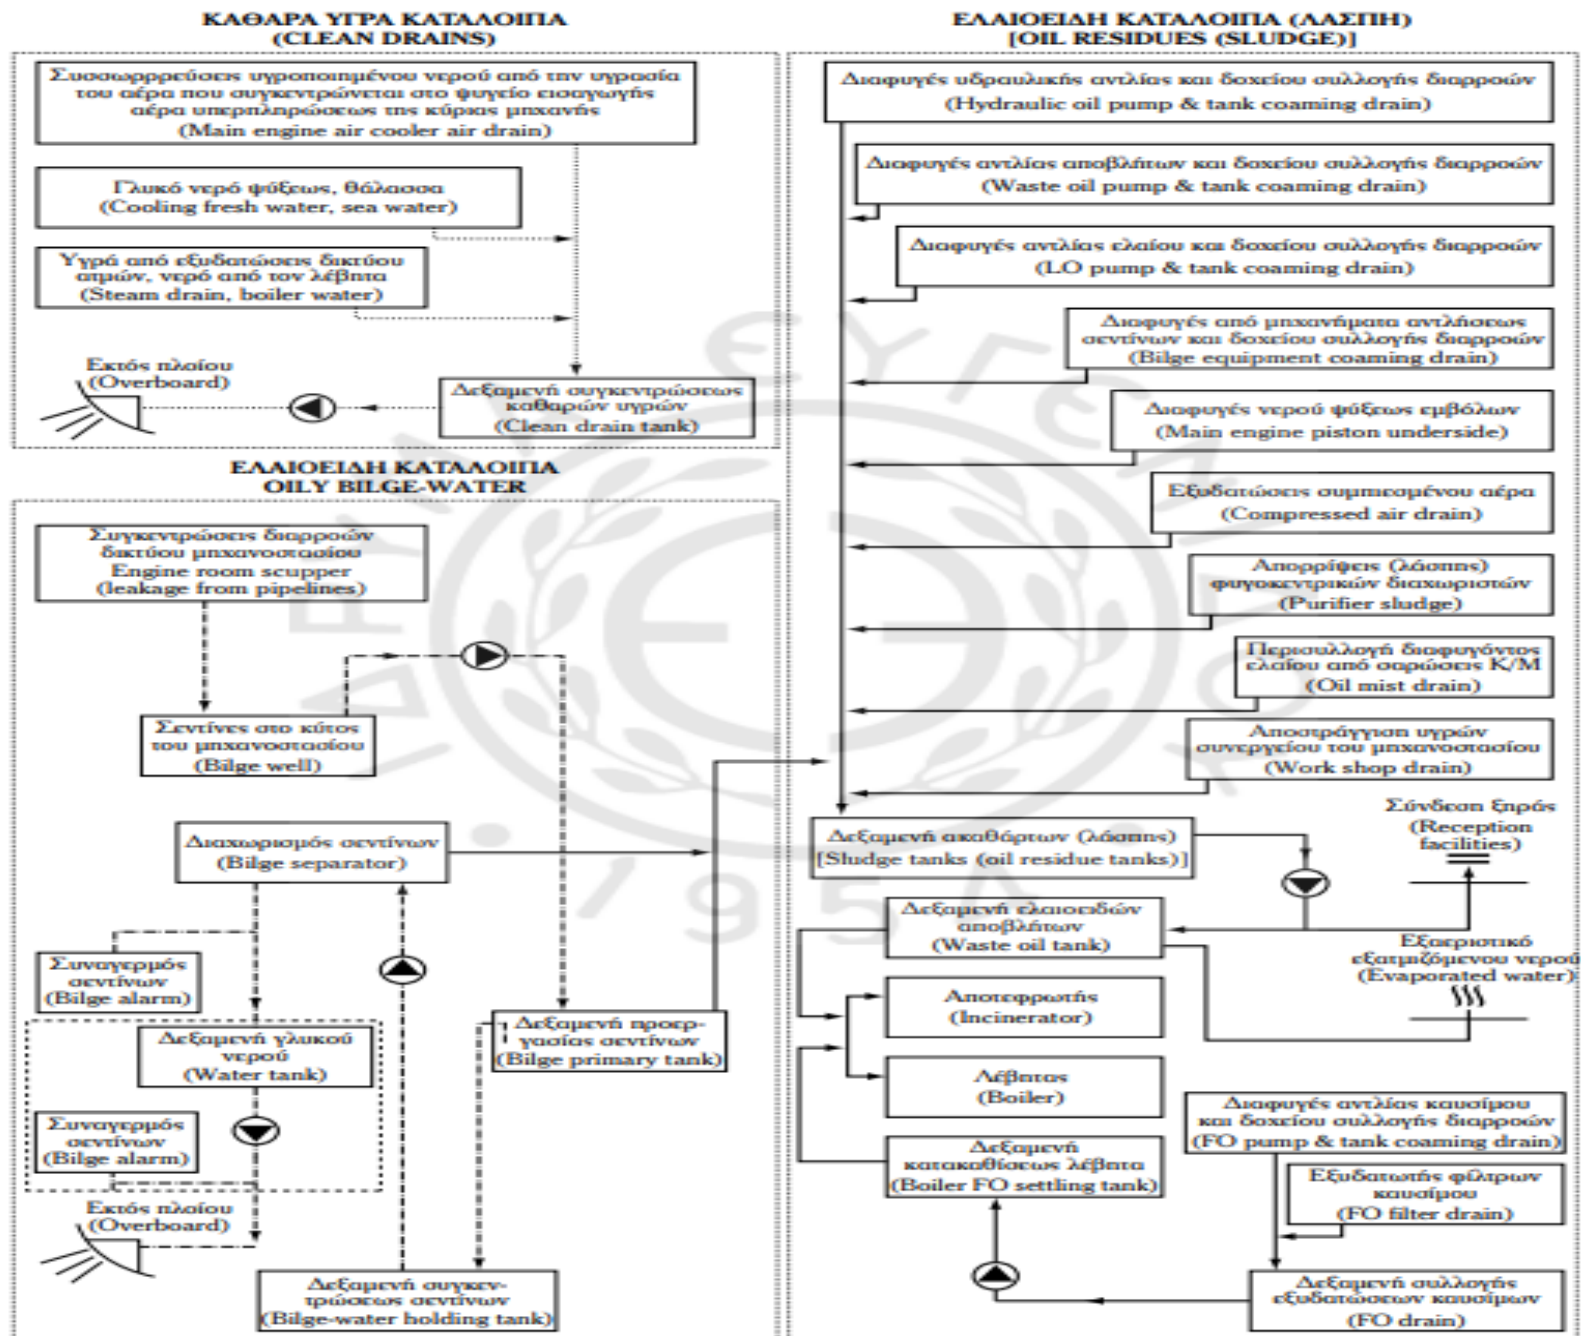 ΚΑΘΑΡΑ ΥΓΡΑ ΚΑΤΑΛΟΙΠΑ
(CLEAN DRAINS)
Συσσωρρρεύσεις υγροποιημένου νερού από την υγρασία
του αέρα που συγκεντρώνεται στο ψυγείο εισαγωγής
αέρα υπερπληρώσεως της κύριας μηχανής
(Main engine air cooler air drain)
Γλυκό νερό ψύξεως, θάλασσα
(Cooling fresh water, sea water)
Υγρά από εξυδατώσεις δικτύου
ατμών, νερό από τον λέβητα
(Steam drain, boiler water)
Εκτός πλοίου
(Overboard)
Δεξαμενή συγκεντρώσεως
καθαρών υγρών
(Clean drain tank)
ΕΛΑΙΟΕΙΔΗ ΚΑΤΑΛΟΙΠΑ
OILY BILGE-WATER
Συγκεντρώσεις διαρροών
δικτύου μηχανοστασίου
Engine room scupper
(leakage from pipelines)
Σεντίνες στο κύτος
του μηχανοστασίου
(Bilge well)
Διαχωρισμός σεντίνων
(Bilge separator)
Συναγερμός
σεντίνων
(Bilge alarm)
Δεξαμενή γλυκού
νερού
(Water tank)
Συναγερμός
σεντίνων
(Bilge alarm)
Εκτός πλοίου
(Overboard)
Δεξαμενή προερ-
γασίας σεντίνων
(Bilge primary tank)
Δεξαμενή συγκεν-
τρώσεως σεντίνων
(Bilge-water holding tank)
ΕΛΑΙΟΕΙΔΗ ΚΑΤΑΛΟΙΠΑ (ΛΑΣΠΗ)
[OIL RESIDUES (SLUDGE)]
Διαφυγές υδραυλικής αντλίας και δοχείου συλλογής διαρροών
(Hydraulic oil pump & tank coaming drain)
Διαφυγές αντλίας αποβλήτων και δοχείου συλλογής διαρροών
(Waste oil pump & tank coaming drain)
Διαφυγές αντλίας ελαίου και δοχείου συλλογής διαρροών
(LO pump & tank coaming drain)
Διαφυγές από μηχανήματα αντλήσεως
σεντίνων και δοχείου συλλογής διαρροών
(Bilge equipment coaming drain)
Διαφυγές νερού ψύξεως εμβόλων
(Main engine piston underside)
Εξυδατώσεις συμπιεσμένου αέρα
(Compressed air drain)
Απορρίψεις (λάσπης)
φυγοκεντρικών διαχωριστών
(Purifier sludge)
Περισυλλογή διαφυγόντος
ελαίου από σαρώσεις Κ/Μ
(Oil mist drain)
Αποστράγγιση υγρών
συνεργείου του μηχανοστασίου
(Work shop drain)
Δεξαμενή ακαθάρτων (λάσπης)
[Sludge tanks (oil residue tanks)]
Σύνδεση ξηράς
(Reception
facilities)
Δεξαμενή ελαιοειδών
αποβλήτων
(Waste oil tank)
Εξαεριστικό
εξατμιζόμενου νερού
(Evaporated water)
Αποτεφρωτής
(Incinerator)
Λέβητας
(Boiler)
Δεξαμενή
κατακαθίσεως λέβητα
(Boiler FO settling tank)
Διαφυγές αντλίας καυσίμου
και δοχείου συλλογής διαρροών
(FO pump & tank coaming drain)
Εξυδατωτής φίλτρων
καυσίμου
(FO filter drain)
Δεξαμενή συλλογής
εξυδατώσεων καυσίμων
(FO drain)
ΙΔΡΥΜΑ ΕΥΓΕΝΙΔΟΥ
1954